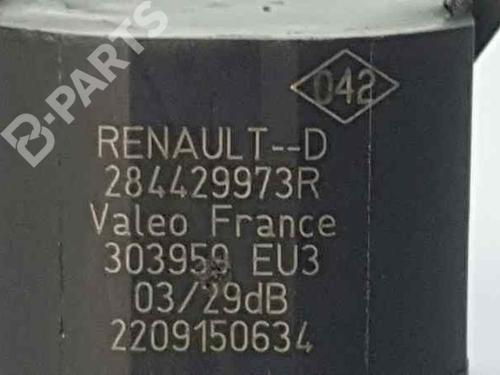 B-PARTS
042
RENAULT--D
284429973R
Valeo France
303959 EU3
03/29dB
2209150634